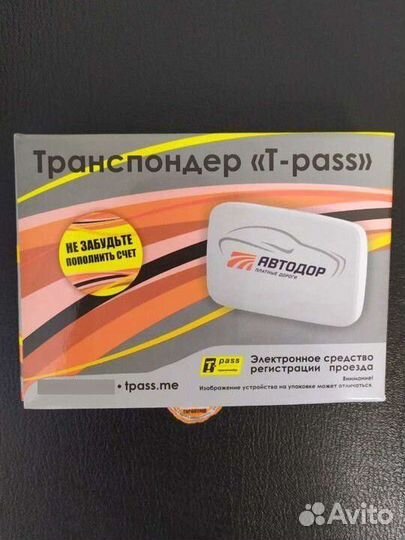 Транспондер «T-pass»
НЕ ЗАБУДЬТЕ
ПОПОЛНИТЬ СЧЕТ
АВТОДОР
ПЛАТНЫЕ ДОРОГИ
T pass
Электронное средство
регистрации проезда
Внимание!
Изображение устройства на упаковке может отличаться.
• tpass.me
Avito